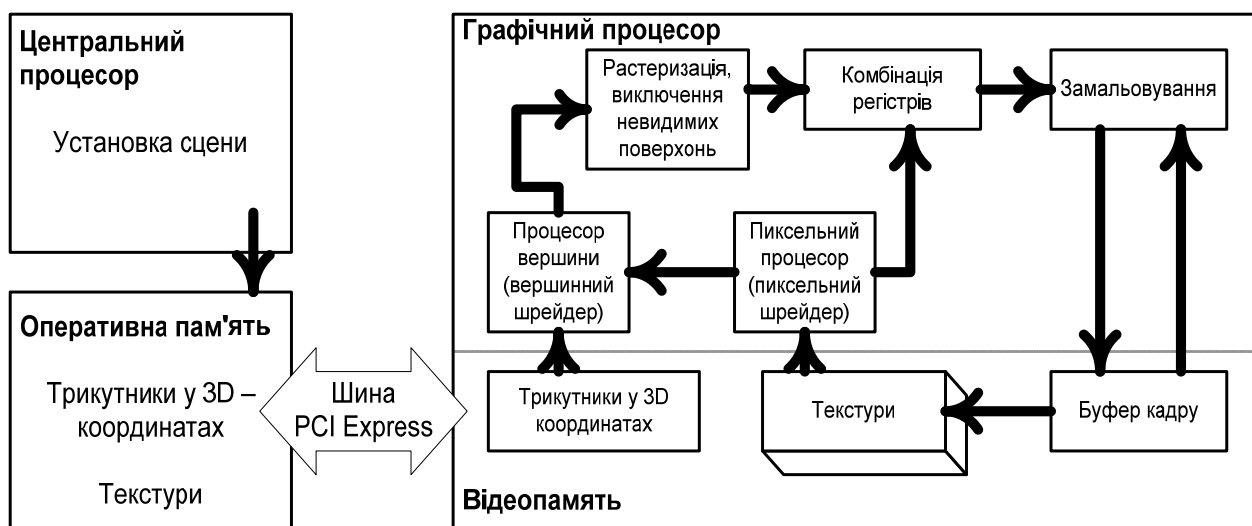 Центральний
процесор
Установка сцени
Оперативна пам'ять
Трикутники у 3D –
координатах
Текстури
Шина
PCI Express
Графічний процесор
Растеризація,
виключення
невидимих
поверхонь
Комбінація
регістрів
Замальовування
Процесор
вершини
(вершинний
шрейдер)
Пиксельний
процесор
(пиксельний
шрейдер)
Трикутники у 3D
координатах
Текстури
Буфер кадру
Відеопамять